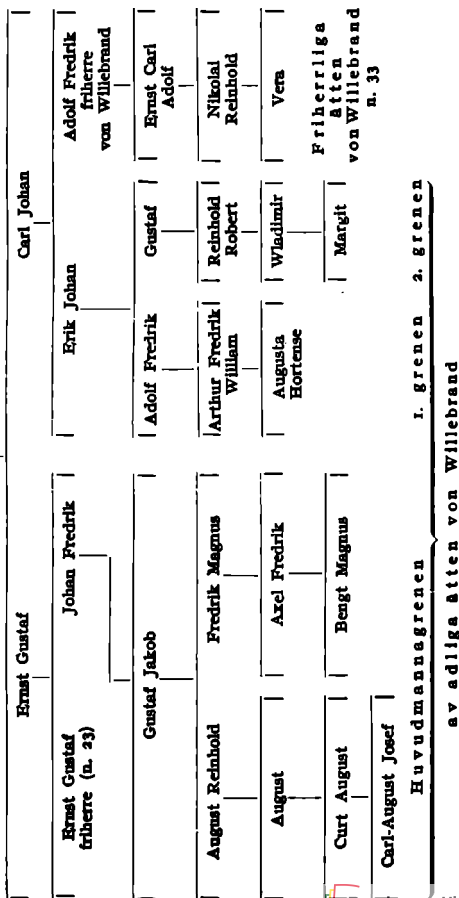 Ernst Gustaf
Carl Johan
Ernst Gustaf
friherre (n. 23)
Johan Fredrik
Erik Johan
Adolf Fredrik
friherre
von Willebrand
Gustaf Jakob
Adolf Fredrik
Gustaf
Ernst Carl
Adolf
August Reinhold
Fredrik Magnus
Arthur Fredrik
William
Reinhold
Robert
Nikolai
Reinhold
August
Axel Fredrik
Augusta
Hortense
Wladimir
Vera
Curt August
Bengt Magnus
Margit
Friherrliga
ätten
von Willebrand
n. 33
Carl-August Josef
Huvudmannagrenen
1. grenen
2. grenen
av adliga ätten von Willebrand